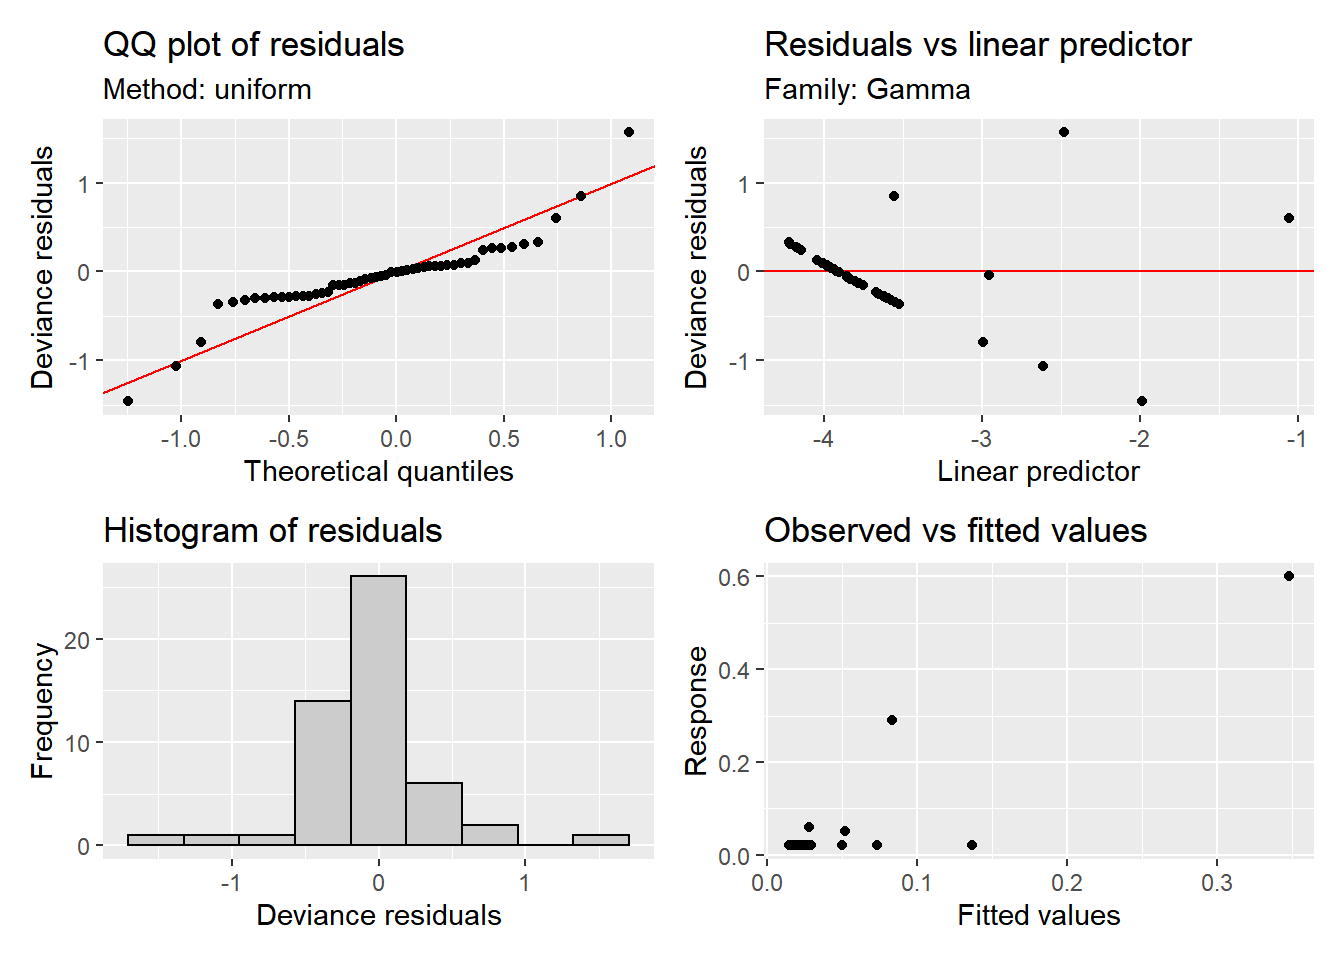 QQ plot of residuals
Method: uniform
Deviance residuals
1
0
-1
-1.0 -0.5 0.0 0.5 1.0
Theoretical quantiles
Residuals vs linear predictor
Family: Gamma
Deviance residuals
1
0
-1
-4 -3 -2 -1
Linear predictor
Histogram of residuals
Frequency
20
10
0
-1 0 1
Deviance residuals
Observed vs fitted values
Response
0.6
0.4
0.2
0.0
0.0 0.1 0.2 0.3
Fitted values